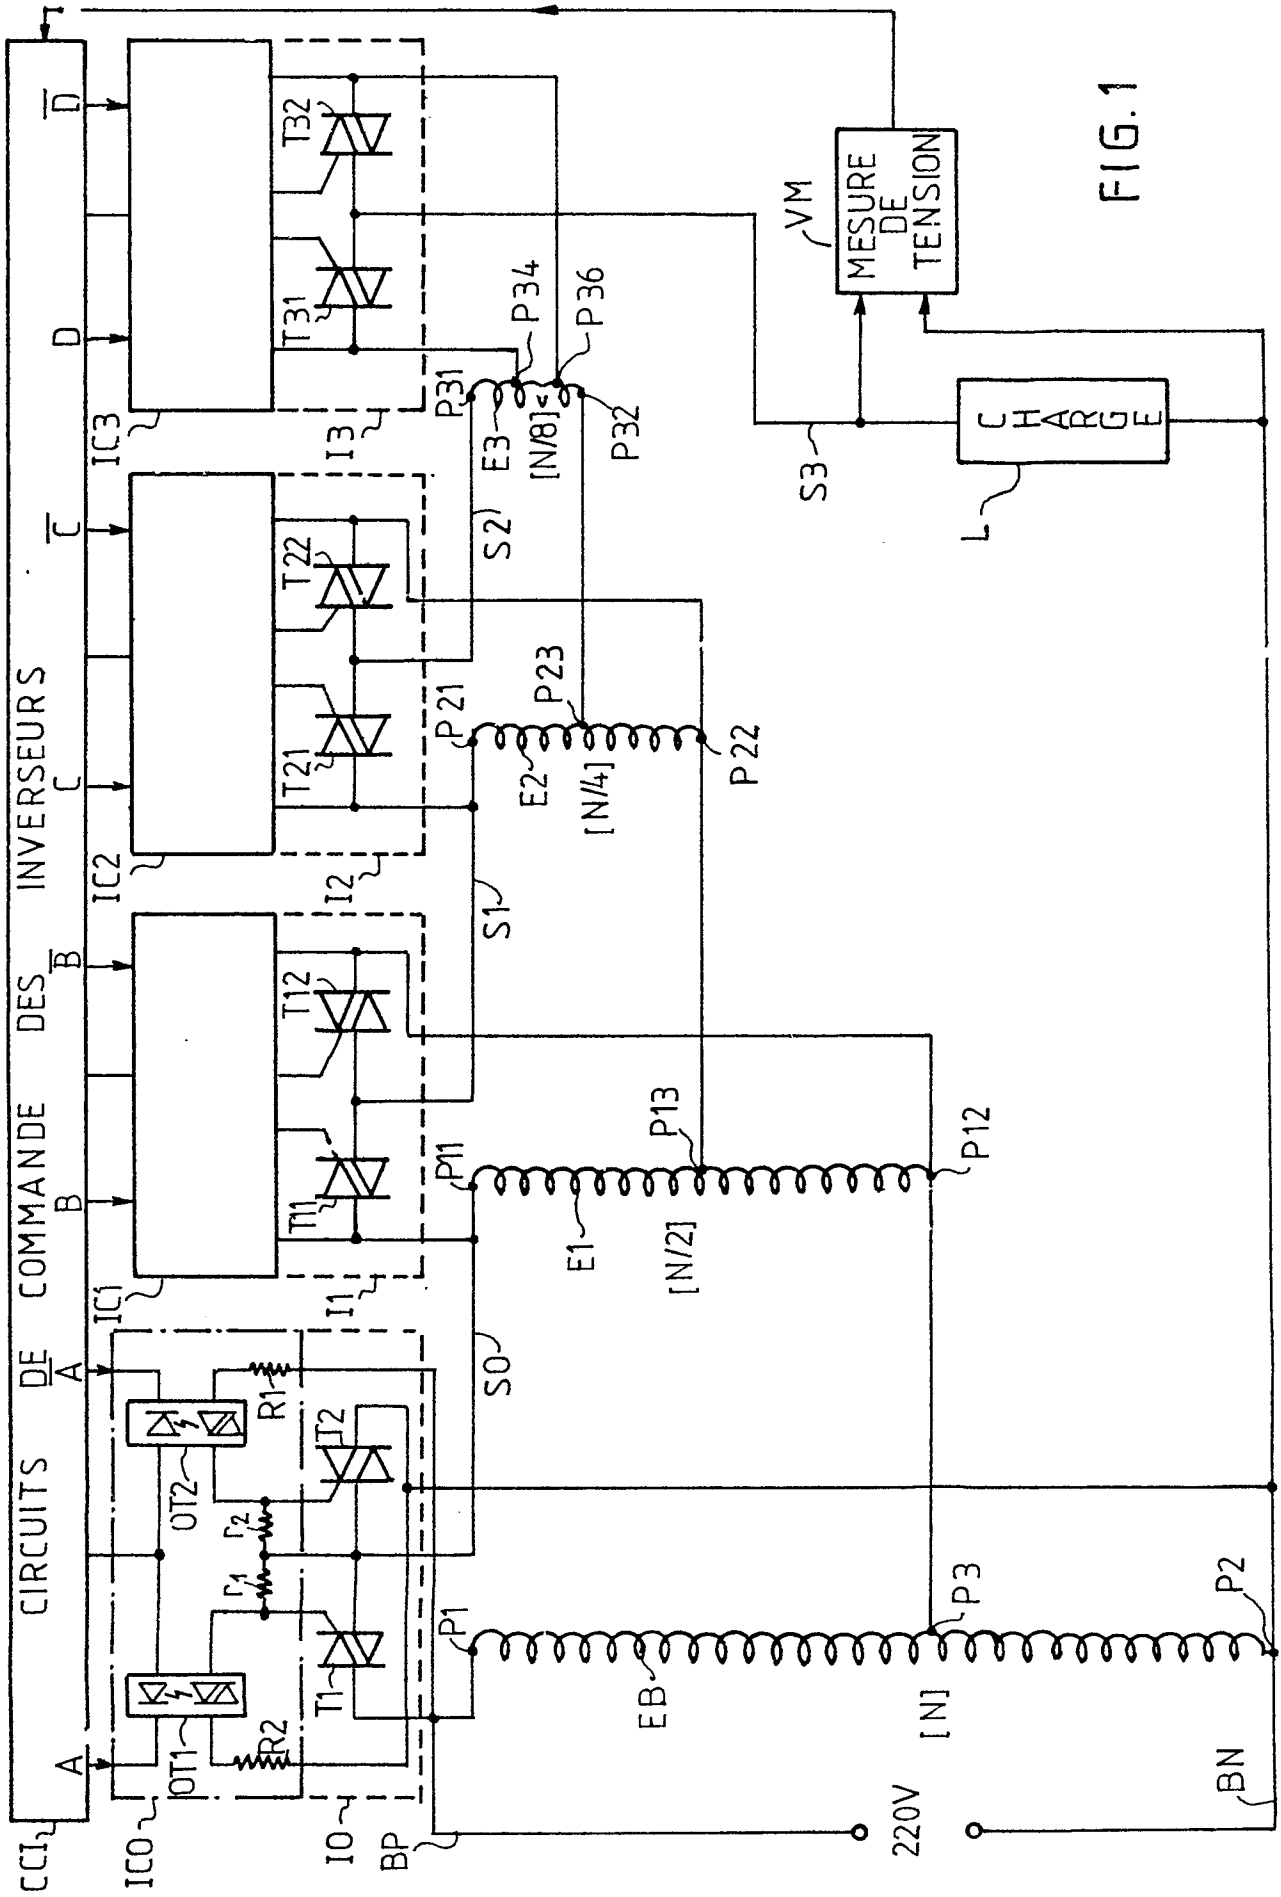 CIRCUITS DE COMMANDE DES INVERSEURS
CCI
A
A̅
B
B̅
C
C̅
D
D̅
IC0
OT1
OT2
R2
R1
r1
r2
T1
T2
I0
BP
IC1
T11
T12
I1
IC2
T21
T22
I2
IC3
T31
T32
I3
S0
S1
S2
S3
P1
EB
[N]
P3
P2
P11
E1
[N/2]
P13
P12
P21
E2
[N/4]
P23
P22
P31
E3
[N/8]
P34
P36
P32
220V
BN
L
CHARGE
VM
MESURE
DE
TENSION
FIG.1